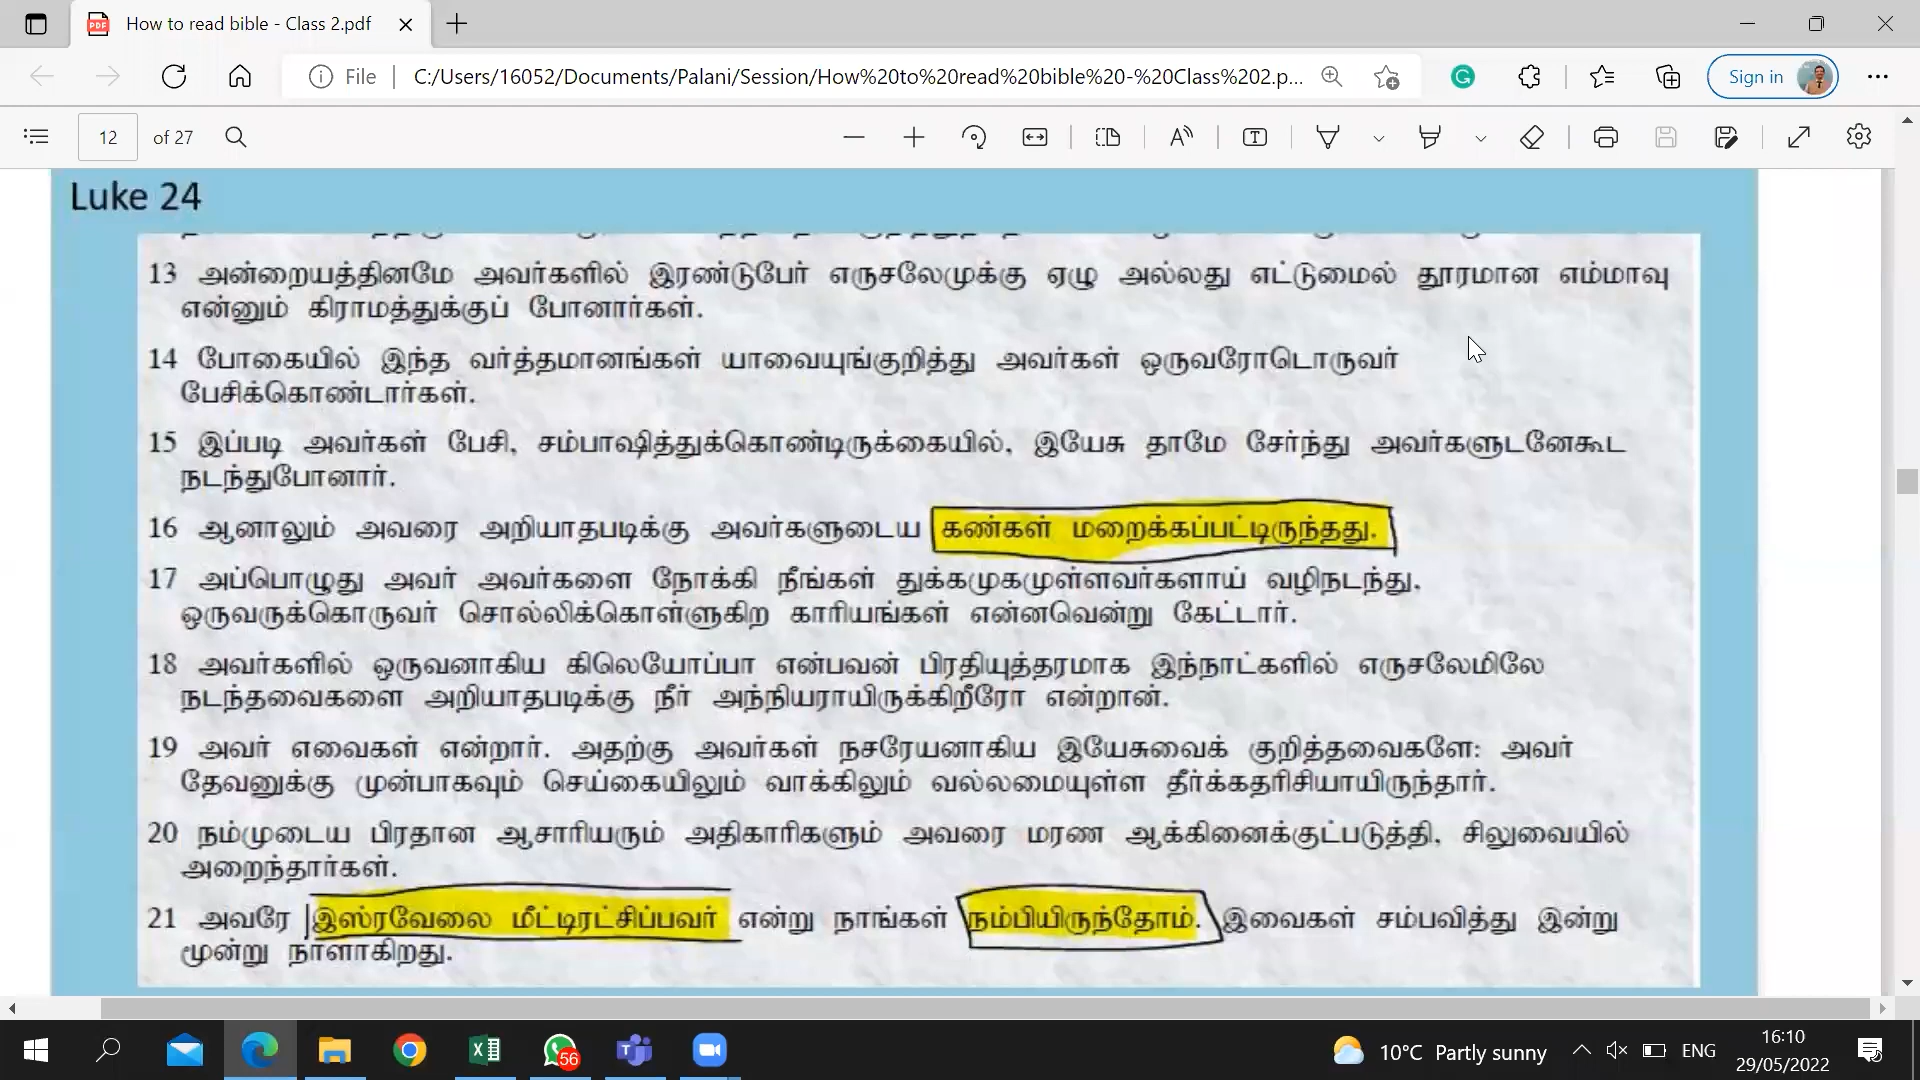 How to read bible - Class 2.pdf
File
C:/Users/16052/Documents/Palani/Session/How%20to%20read%20bible%20-%20Class%202.p...
Sign in
12 of 27
Luke 24
13 அன்றையத்தினமே அவர்களில் இரண்டுபேர் எருசலேமுக்கு ஏழு அல்லது எட்டுமைல் தூரமான எம்மாவு
என்னும் கிராமத்துக்குப் போனார்கள்.
14 போகையில் இந்த வர்த்தமானங்கள் யாவையுங்குறித்து அவர்கள் ஒருவரோடொருவர்
பேசிக்கொண்டார்கள்.
15 இப்படி அவர்கள் பேசி, சம்பாஷித்துக்கொண்டிருக்கையில், இயேசு தாமே சேர்ந்து அவர்களுடனேகூட
நடந்துபோனார்.
16 ஆனாலும் அவரை அறியாதபடிக்கு அவர்களுடைய கண்கள் மறைக்கப்பட்டிருந்தது.
17 அப்பொழுது அவர் அவர்களை நோக்கி நீங்கள் துக்கமுகமுள்ளவர்களாய் வழிநடந்து,
ஒருவருக்கொருவர் சொல்லிக்கொள்ளுகிற காரியங்கள் என்னவென்று கேட்டார்.
18 அவர்களில் ஒருவனாகிய கிலெயோப்பா என்பவன் பிரதியுத்தரமாக இந்நாட்களில் எருசலேமிலே
நடந்தவைகளை அறியாதபடிக்கு நீர் அந்நியராயிருக்கிறீரோ என்றான்.
19 அவர் எவைகள் என்றார். அதற்கு அவர்கள் நசரேயனாகிய இயேசுவைக் குறித்தவைகளே: அவர்
தேவனுக்கு முன்பாகவும் செய்கையிலும் வாக்கிலும் வல்லமையுள்ள தீர்க்கதரிசியாயிருந்தார்.
20 நம்முடைய பிரதான ஆசாரியரும் அதிகாரிகளும் அவரை மரண ஆக்கினைக்குட்படுத்தி, சிலுவையில்
அறைந்தார்கள்.
21 அவரே இஸ்ரவேலை மீட்டிரட்சிப்பவர் என்று நாங்கள் நம்பியிருந்தோம். இவைகள் சம்பவித்து இன்று
மூன்று நாளாகிறது.
56
10°C Partly sunny
ENG
16:10
29/05/2022